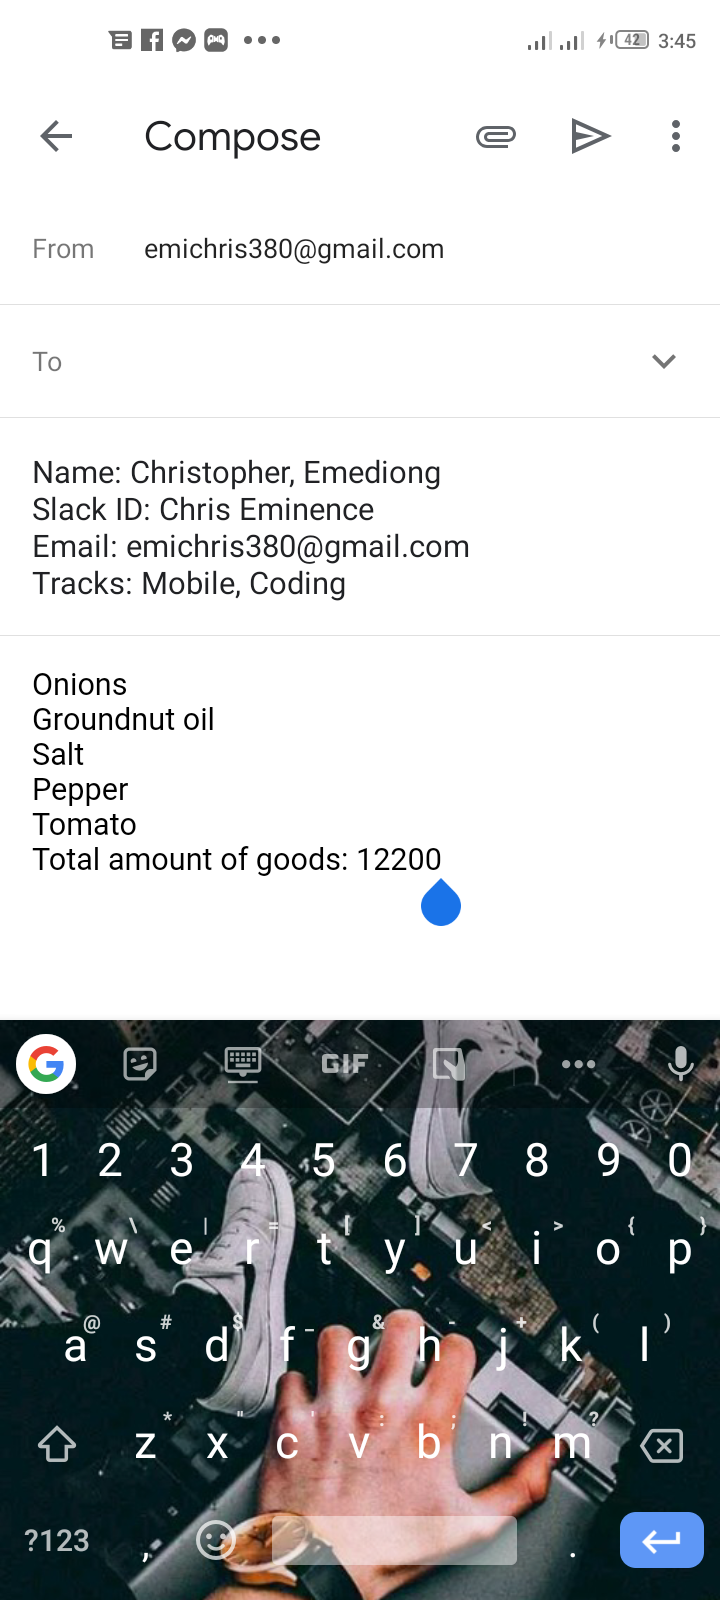 42 3:45
Compose
From emichris380@gmail.com
To
Name: Christopher, Emediong
Slack ID: Chris Eminence
Email: emichris380@gmail.com
Tracks: Mobile, Coding
Onions
Groundnut oil
Salt
Pepper
Tomato
Total amount of goods: 12200
G GIF
1 2 3 4 5 6 7 8 9 0
% \ | = [ ] < > { }
q w e r t y u i o p
@ # $ _ & - + ( )
a s d f g h j k l
* " ' : ; ! ?
z x c v b n m
?123 , .